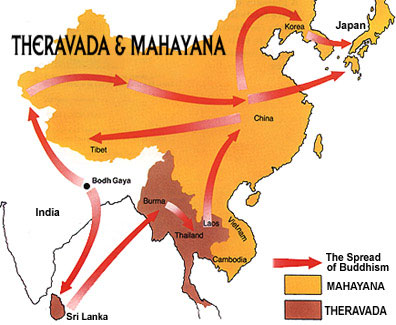 THERAVADA & MAHAYANA
Korea
Japan
China
Tibet
Bodh Gaya
India
Burma
Laos
Thailand
Vietnam
Cambodia
Sri Lanka
The Spread
of Buddhism
MAHAYANA
THERAVADA